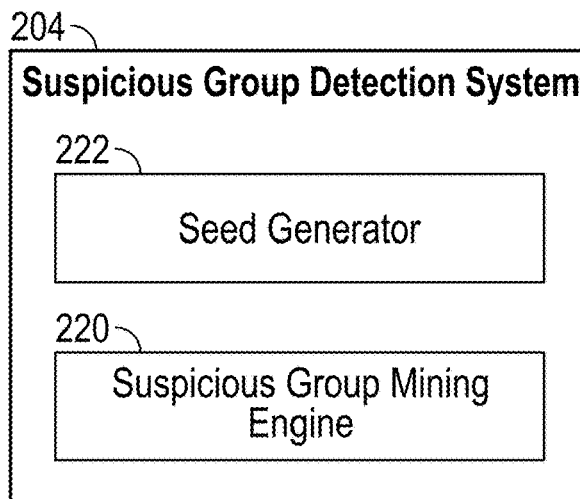 204
Suspicious Group Detection System
222
Seed Generator
220
Suspicious Group Mining
Engine